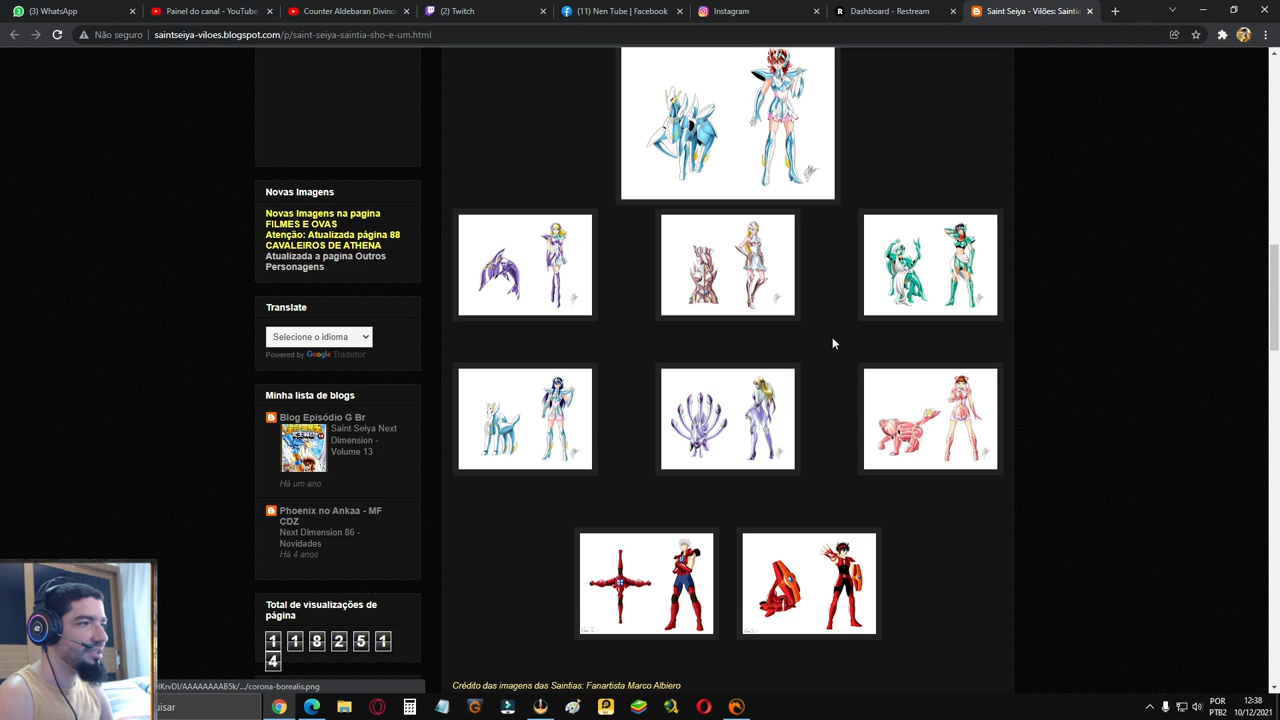 (3) WhatsApp
Painel do canal - YouTube
Counter Aldebaran Divino
Twitch
(11) Nen Tube | Facebook
Instagram
Dashboard - Restream
Saint Seiya - Vilões: Saintia
Não seguro
saintseiya-viloes.blogspot.com/p/saint-seiya-saintia-sho-e-um.html
Novas Imagens
Novas Imagens na pagina
FILMES E OVAS
Atenção: Atualizada página 88
CAVALEIROS DE ATHENA
Atualizada a pagina Outros
Personagens
Translate
Selecione o idioma
Powered by Google Tradutor
Minha lista de blogs
Blog Episódio G Br
Saint Seiya Next
Dimension -
Volume 13
Há um ano
Phoenix no Ankaa - MF
CDZ
Next Dimension 86 -
Novidades
Há 4 anos
Total de visualizações de
página
1 1 8 2 5 1
4
Crédito das imagens das Saintias: Fanartista Marco Albiero
HKrvDI/AAAAAAAAB5k/.../corona-borealis.png
uisar
POR
PTB2
12:38
10/12/2021